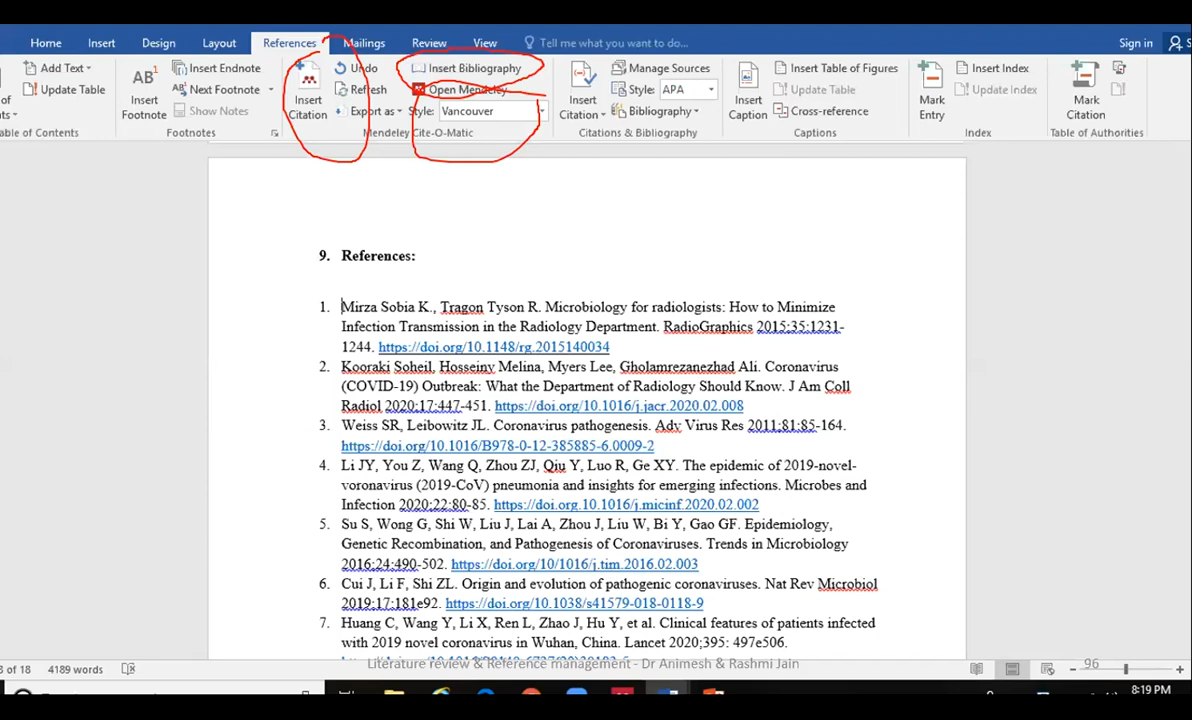 Home Insert Design Layout References Mailings Review View Tell me what you want to do... Sign in S
Add Text AB1 Insert Endnote Undo Insert Bibliography Manage Sources Insert Table of Figures Insert Index
Update Table Next Footnote Refresh Open Mendeley Style: APA Update Table Update Index
Insert Footnote Show Notes Insert Citation Export as Style: Vancouver Insert Citation Bibliography Insert Caption Cross-reference Mark Entry Mark Citation
Table of Contents Footnotes Mendeley Cite-O-Matic Citations & Bibliography Captions Index Table of Authorities
9. References:
1. Mirza Sobia K., Tragon Tyson R. Microbiology for radiologists: How to Minimize
Infection Transmission in the Radiology Department. RadioGraphics 2015;35:1231-
1244. https://doi.org/10.1148/rg.2015140034
2. Kooraki Soheil, Hosseiny Melina, Myers Lee, Gholamrezanezhad Ali. Coronavirus
(COVID-19) Outbreak: What the Department of Radiology Should Know. J Am Coll
Radiol 2020;17:447-451. https://doi.org/10.1016/j.jacr.2020.02.008
3. Weiss SR, Leibowitz JL. Coronavirus pathogenesis. Adv Virus Res 2011;81:85-164.
https://doi.org/10.1016/B978-0-12-385885-6.0009-2
4. Li JY, You Z, Wang Q, Zhou ZJ, Qiu Y, Luo R, Ge XY. The epidemic of 2019-novel-
voronavirus (2019-CoV) pneumonia and insights for emerging infections. Microbes and
Infection 2020;22:80-85. https://doi.org.10.1016/j.micinf.2020.02.002
5. Su S, Wong G, Shi W, Liu J, Lai A, Zhou J, Liu W, Bi Y, Gao GF. Epidemiology,
Genetic Recombination, and Pathogenesis of Coronaviruses. Trends in Microbiology
2016;24:490-502. https://doi.org/10/1016/j.tim.2016.02.003
6. Cui J, Li F, Shi ZL. Origin and evolution of pathogenic coronaviruses. Nat Rev Microbiol
2019;17:181e92. https://doi.org/10.1038/s41579-018-0118-9
7. Huang C, Wang Y, Li X, Ren L, Zhao J, Hu Y, et al. Clinical features of patients infected
with 2019 novel coronavirus in Wuhan, China. Lancet 2020;395: 497e506.
Literature review & Reference management - Dr Animesh & Rashmi Jain 96
8 of 18 4189 words
8:19 PM